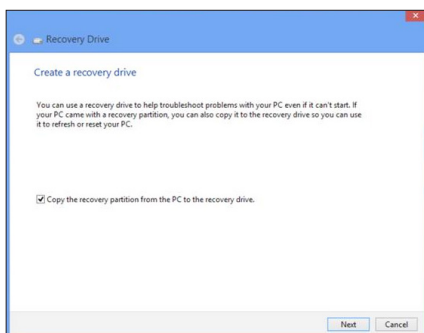 Recovery Drive
Create a recovery drive
You can use a recovery drive to help troubleshoot problems with your PC even if it can't start. If
your PC came with a recovery partition, you can also copy it to the recovery drive so you can use
it to refresh or reset your PC.
Copy the recovery partition from the PC to the recovery drive.
Next Cancel